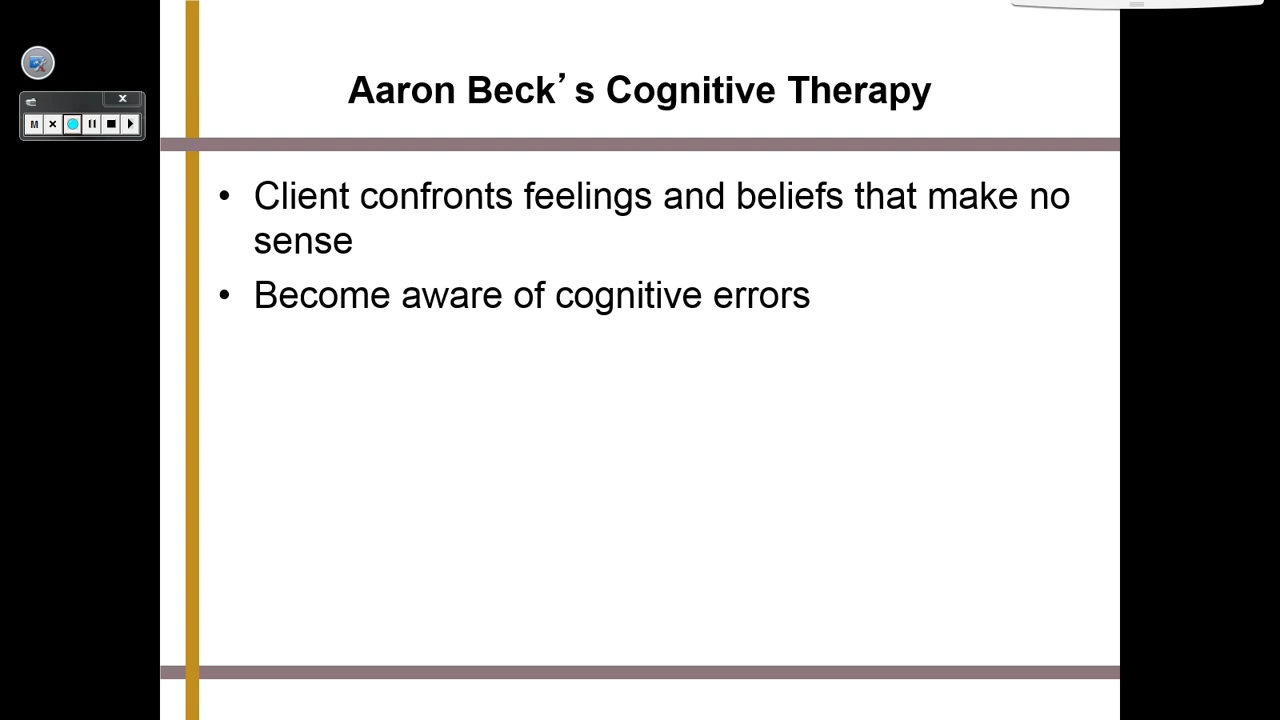 Aaron Beck’s Cognitive Therapy
M
• Client confronts feelings and beliefs that make no
sense
• Become aware of cognitive errors